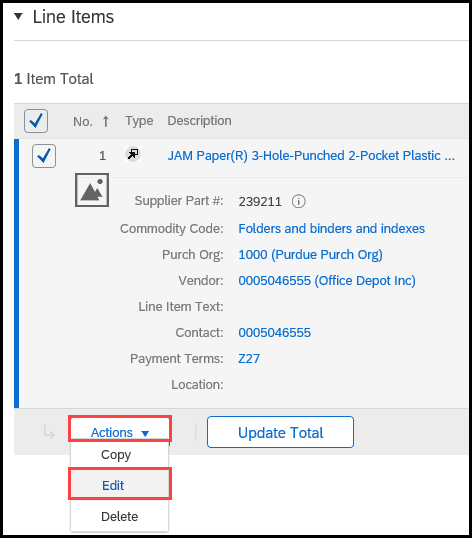 Line Items
1 Item Total
No. ↑ Type Description
1 JAM Paper(R) 3-Hole-Punched 2-Pocket Plastic ...
Supplier Part #: 239211
Commodity Code: Folders and binders and indexes
Purch Org: 1000 (Purdue Purch Org)
Vendor: 0005046555 (Office Depot Inc)
Line Item Text:
Contact: 0005046555
Payment Terms: Z27
Location:
Actions Update Total
Copy
Edit
Delete